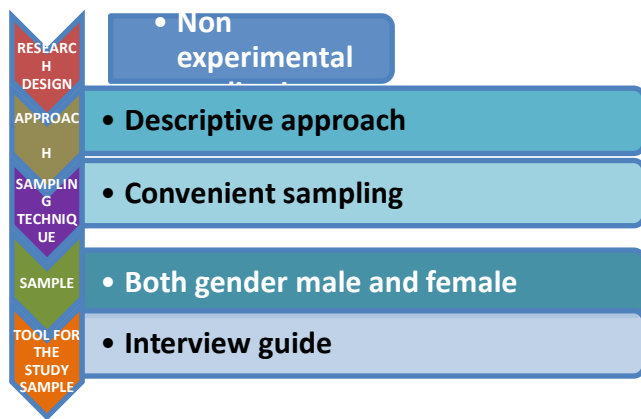 RESEARC
H
DESIGN
• Non
experimental
APPROAC
H
• Descriptive approach
SAMPLIN
G
TECHNIQ
UE
• Convenient sampling
SAMPLE
• Both gender male and female
TOOL FOR
THE
STUDY
SAMPLE
• Interview guide